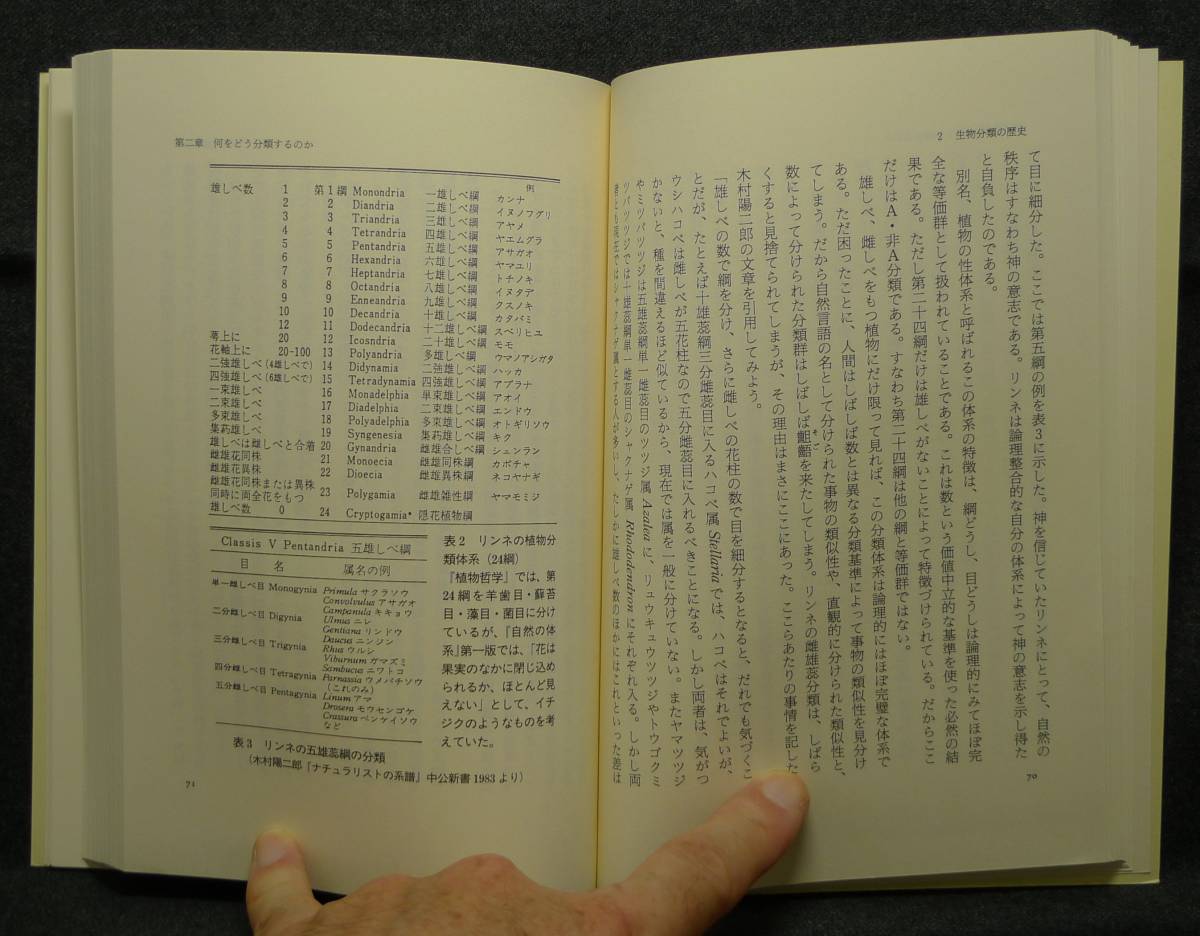 2 生物分類の歴史
て目に細分した。ここでは第五綱の例を表3に示した。神を信じていたリンネにとって、自然の
秩序はすなわち神の意志である。リンネは論理整合的な自分の体系によって神の意志を示し得た
と自負したのである。
別名、植物の性体系と呼ばれるこの体系の特徴は、綱どうし、目どうしは論理的にみてほぼ完
全な等価群として扱われていることである。これは数という価値中立的な基準を使った必然の結
果である。ただし第二十四綱だけは雄しべがないことによって特徴づけられている。だからここ
だけはA・非A分類である。すなわち第二十四綱は他の綱と等価群ではない。
雄しべ、雌しべをもつ植物にだけ限って見れば、この分類体系は論理的にはほぼ完璧な体系で
ある。ただ困ったことに、人間はしばしば数とは異なる分類基準によって事物の類似性を見分け
てしまう。だから自然言語の名として分けられた事物の類似性や、直観的に分けられた類似性と、
数によって分けられた分類群はしばしば齟齬を来たしてしまう。リンネの雌雄蕊分類は、しばら
くすると見捨てられてしまうが、その理由はまさにここにあった。ここらあたりの事情を記した
木村陽二郎の文章を引用してみよう。
「雄しべの数で綱を分け、さらに雌しべの花柱の数で目を細分するとなると、だれでも気づくこ
とだが、たとえば十雄蕊綱三分雌蕊目に入るハコベ属 Stellaria では、ハコベはそれでよいが、
ウシハコベは雌しべが五花柱なので五分雌蕊目に入れるべきことになる。しかし両者は、気がつ
かないと、種を間違えるほど似ているから、現在では属を一般に分けていない。またヤマツツジ
やミツバツツジは五雄蕊綱単一雌蕊目のツツジ属 Azalea に、リュウキュウツツジやトウゴクミ
ツバツツジでは十雄蕊綱単一雌蕊目のシャクナゲ属 Rhododendron にそれぞれ入る。しかし両
者とも現在ではシャクナゲ属とする人が多いし、たしかに雄しべ数のほかにはこれといった差は
70
第二章 何をどう分類するのか
例
雄しべ数 1 第1綱 Monondria 一雄しべ綱 カンナ
2 2 Diandria 二雄しべ綱 イヌノフグリ
3 3 Triandria 三雄しべ綱 アヤメ
4 4 Tetrandria 四雄しべ綱 ヤエムグラ
5 5 Pentandria 五雄しべ綱 アサガオ
6 6 Hexandria 六雄しべ綱 ヤマユリ
7 7 Heptandria 七雄しべ綱 トチノキ
8 8 Octandria 八雄しべ綱 イヌタデ
9 9 Enneandria 九雄しべ綱 クスノキ
10 10 Decandria 十雄しべ綱 カタバミ
12 11 Dodecandria 十二雄しべ綱 スベリヒユ
萼上に 20 12 Icosndria 二十雄しべ綱 モモ
花軸上に 20-100 13 Polyandria 多雄しべ綱 ウマノアシガタ
二強雄しべ(4雄しべで) 14 Didynamia 二強雄しべ綱 ハッカ
四強雄しべ(6雄しべで) 15 Tetradynamia 四強雄しべ綱 アブラナ
一束雄しべ 16 Monadelphia 単束雄しべ綱 アオイ
二束雄しべ 17 Diadelphia 二束雄しべ綱 エンドウ
多束雄しべ 18 Polyadelphia 多束雄しべ綱 オトギリソウ
集葯雄しべ 19 Syngenesia 集葯雄しべ綱 キク
雄しべは雌しべと合着 20 Gynandria 雌雄合しべ綱 シュンラン
雌雄花同株 21 Monoecia 雌雄同株綱 カボチャ
雌雄花異株 22 Dioecia 雌雄異株綱 ネコヤナギ
雌雄花同株または異株
同時に両全花をもつ 23 Polygamia 雌雄雑性綱 ヤマモミジ
雄しべ数 0 24 Cryptogamia* 隠花植物綱
表2 リンネの植物分
類体系(24綱)
『植物哲学』では、第
24綱を羊歯目・蘚苔
目・藻目・菌目に分け
ているが、『自然の体
系』第一版では、「花は
果実のなかに閉じ込め
られるか、ほとんど見
えない」として、イチ
ジクのようなものを考
えていた。
Classis V Pentandria 五雄しべ綱
目 名 属名の例
単一雌しべ目 Monogynia Primula サクラソウ
Convolvulus アサガオ
Campanula キキョウ
二分雌しべ目 Digynia Ulmus ニレ
Gentiana リンドウ
Daucus ニンジン
三分雌しべ目 Trigynia Rhus ウルシ
Viburnum ガマズミ
Sambucus ニワトコ
四分雌しべ目 Tetragynia Parnassia ウメバチソウ
(これのみ)
五分雌しべ目 Pentagynia Linum アマ
Drosera モウセンゴケ
Crassura ベンケイソウ
など
表3 リンネの五雄蕊綱の分類
(木村陽二郎『ナチュラリストの系譜』中公新書1983より)
71